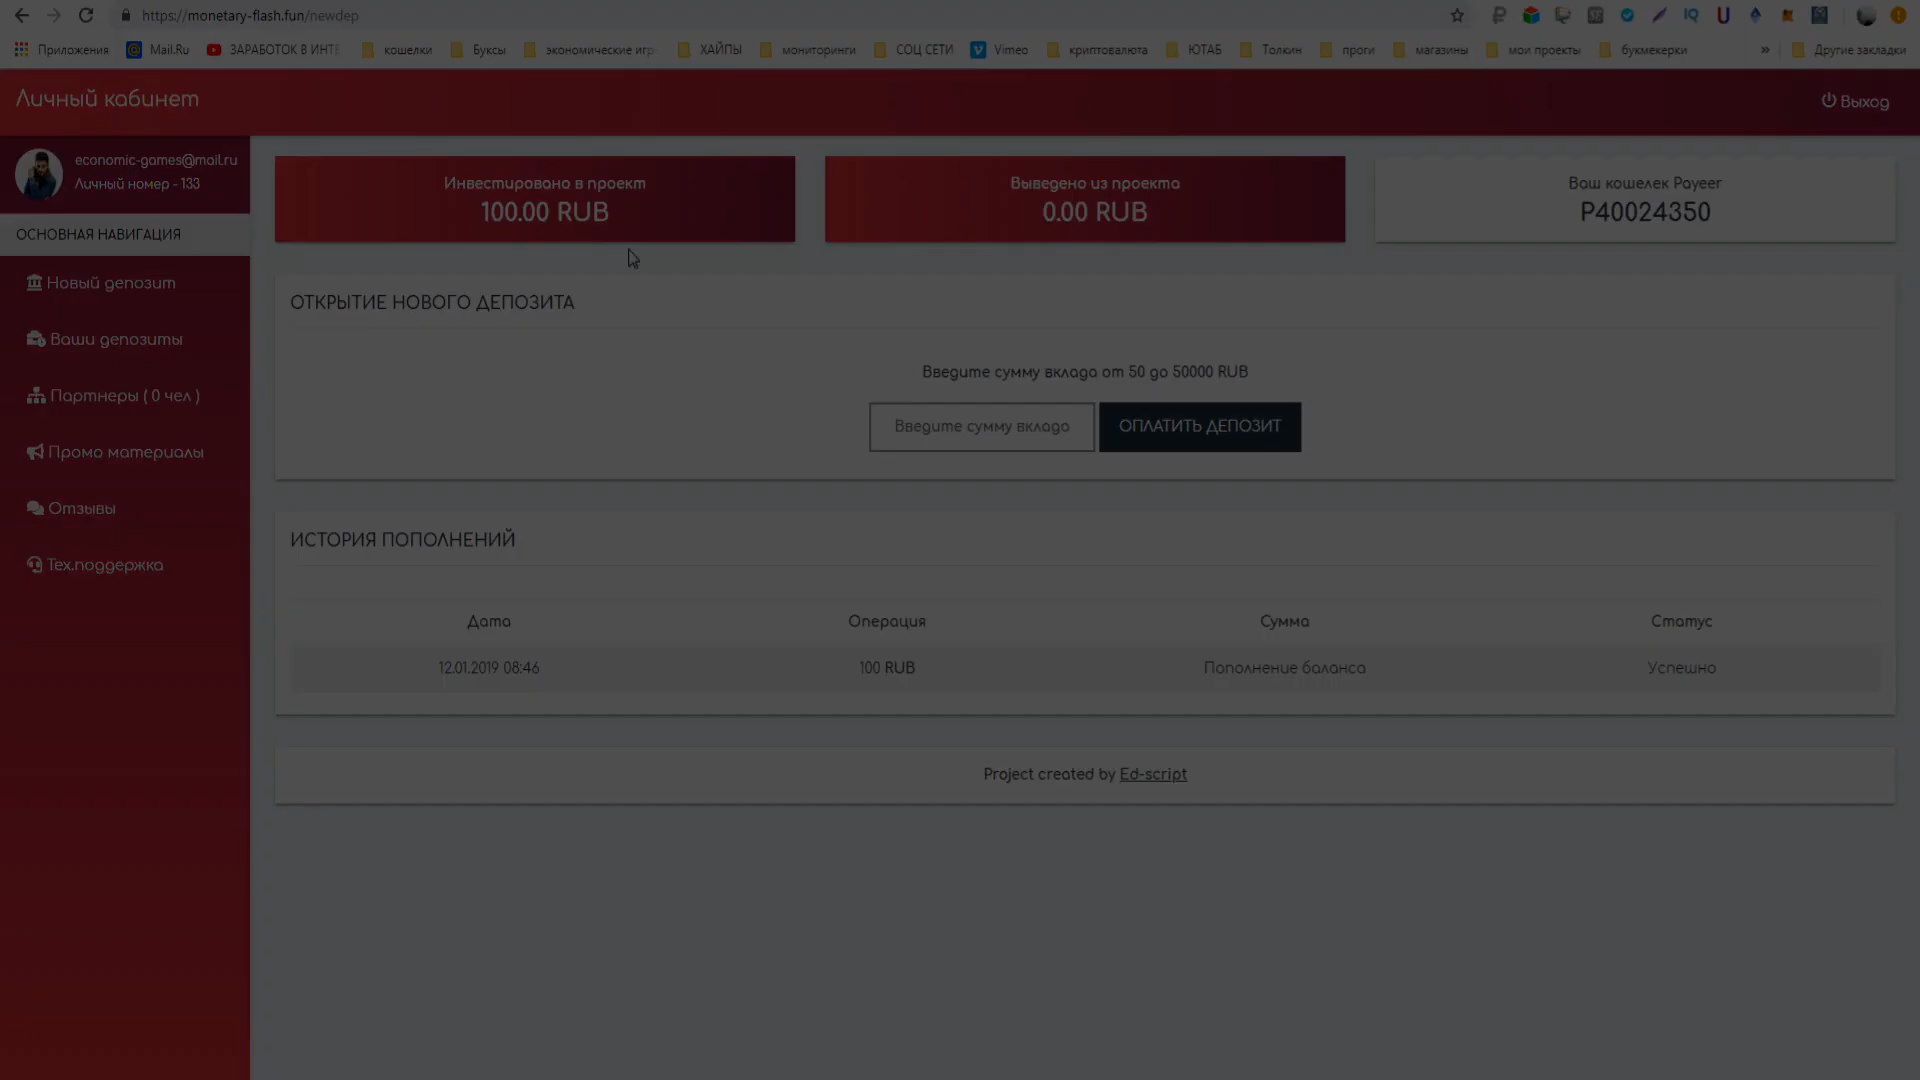 https://monetary-flash.fun/newdep
Приложения Mail.Ru ЗАРАБОТОК В ИНТЕ кошелки Буксы экономические игр ХАЙПЫ мониторинги СОЦ СЕТИ Vimeo криптовалюта ЮТАБ Толкин проги магазины мои проекты букмекерки » Другие закладки
Личный кабинет
Выход
economic-games@mail.ru
Личный номер - 133
ОСНОВНАЯ НАВИГАЦИЯ
Новый депозит
Ваши депозиты
Партнеры ( 0 чел )
Промо материалы
Отзывы
Тех.поддержка
Инвестировано в проект
100.00 RUB
Выведено из проекта
0.00 RUB
Ваш кошелек Payeer
P40024350
ОТКРЫТИЕ НОВОГО ДЕПОЗИТА
Введите сумму вклада от 50 до 50000 RUB
Введите сумму вклада ОПЛАТИТЬ ДЕПОЗИТ
ИСТОРИЯ ПОПОЛНЕНИЙ
Дата Операция Сумма Статус
12.01.2019 08:46 100 RUB Пополнение баланса Успешно
Project created by Ed-script